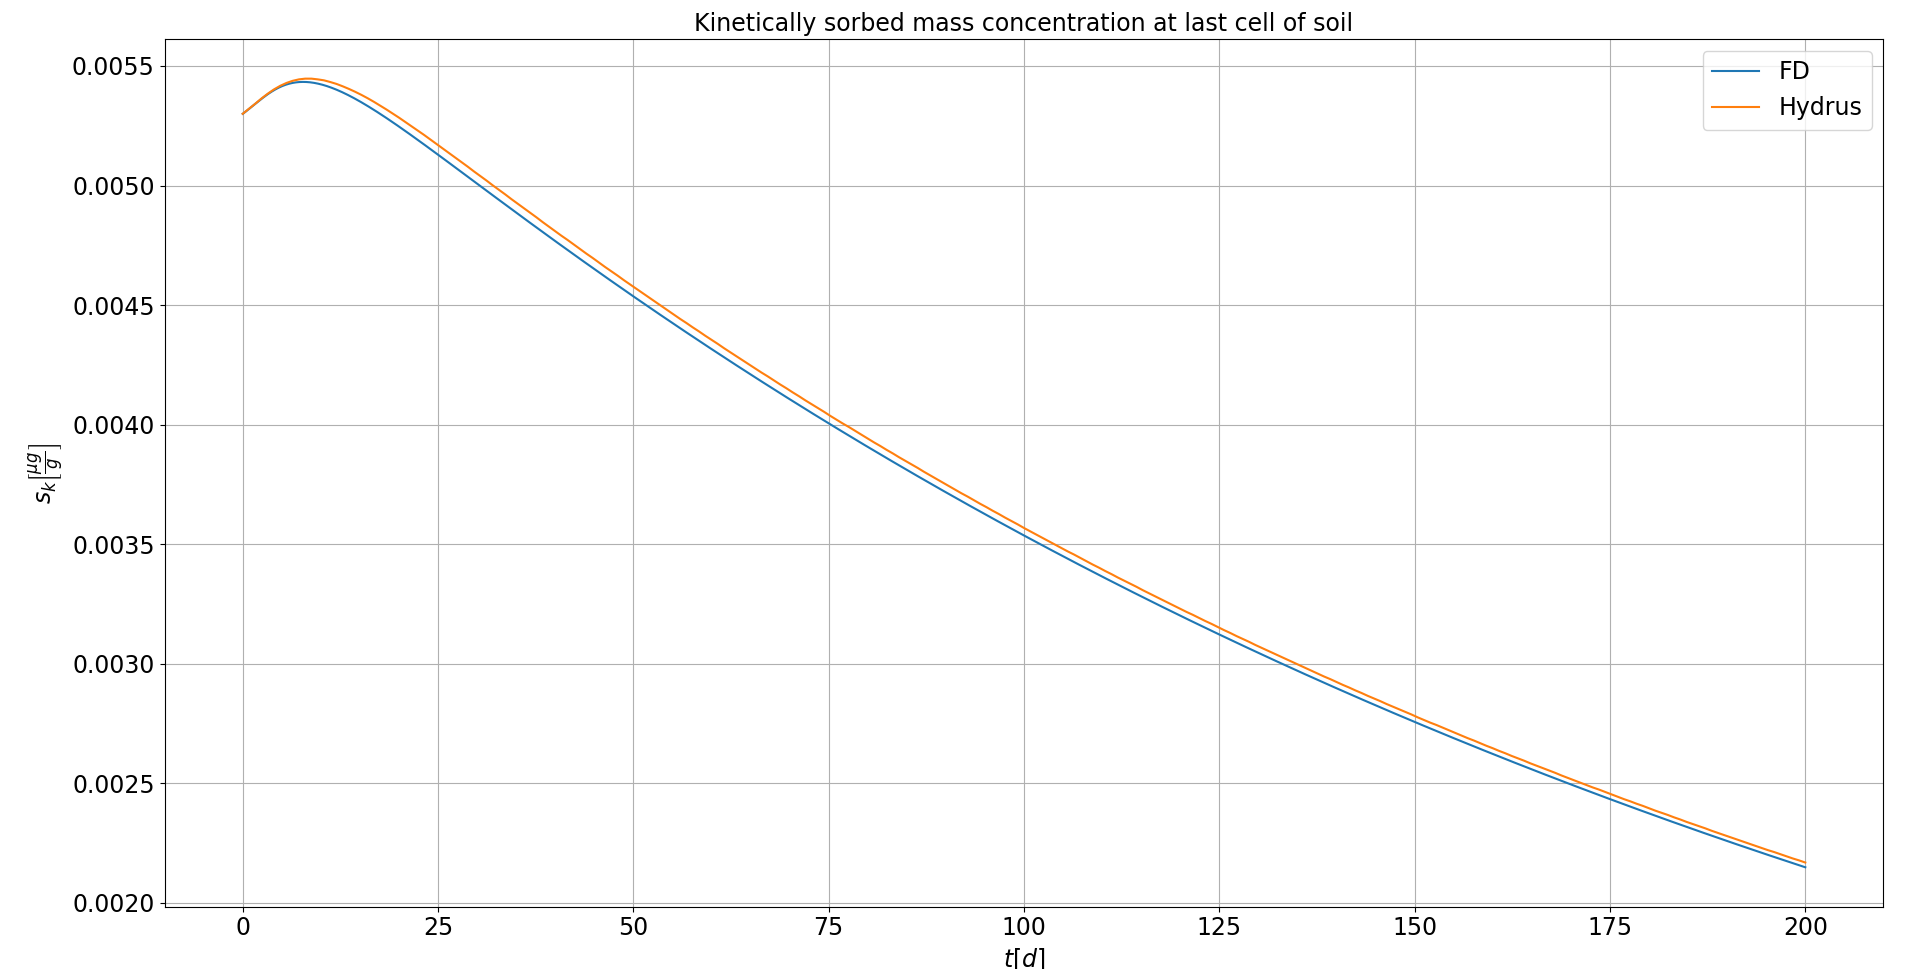 Kinetically sorbed mass concentration at last cell of soil
FD
Hydrus
0.0055
0.0050
0.0045
0.0040
0.0035
0.0030
0.0025
0.0020
s_k[μg/g]
0 25 50 75 100 125 150 175 200
t[d]